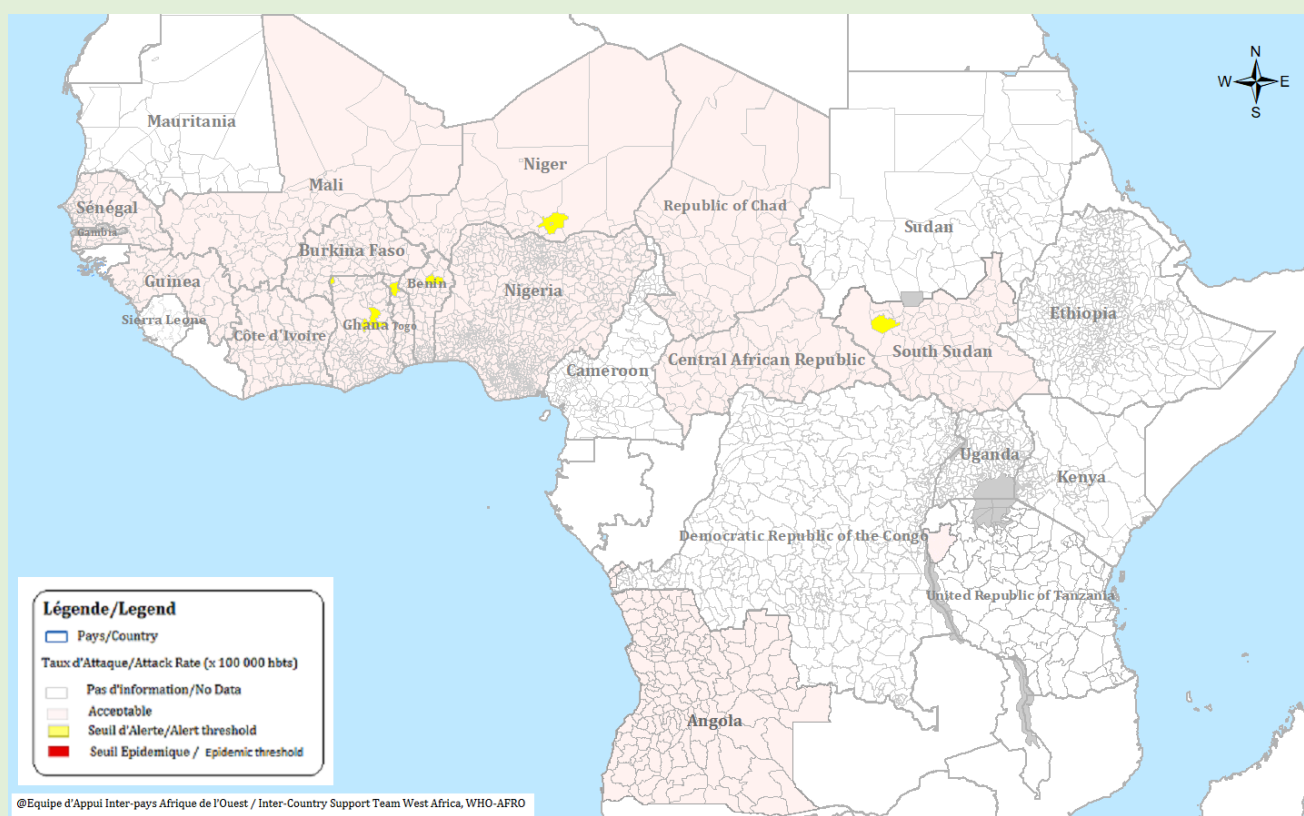 N
W E
S
Mauritania
Niger
Mali
Republic of Chad
Sénégal
Gambia
Sudan
Burkina Faso
Guinea
Benin
Nigeria
Ethiopia
Sierra Leone
Ghana
Togo
Côte d'Ivoire
South Sudan
Central African Republic
Cameroon
Uganda
Kenya
Democratic Republic of the Congo
United Republic of Tanzania
Angola
Légende/Legend
Pays/Country
Taux d'Attaque/Attack Rate (x 100 000 hbts)
Pas d'information/No Data
Acceptable
Seuil d'Alerte/Alert threshold
Seuil Epidemique / Epidemic threshold
@Equipe d'Appui Inter-pays Afrique de l'Ouest / Inter-Country Support Team West Africa, WHO-AFRO